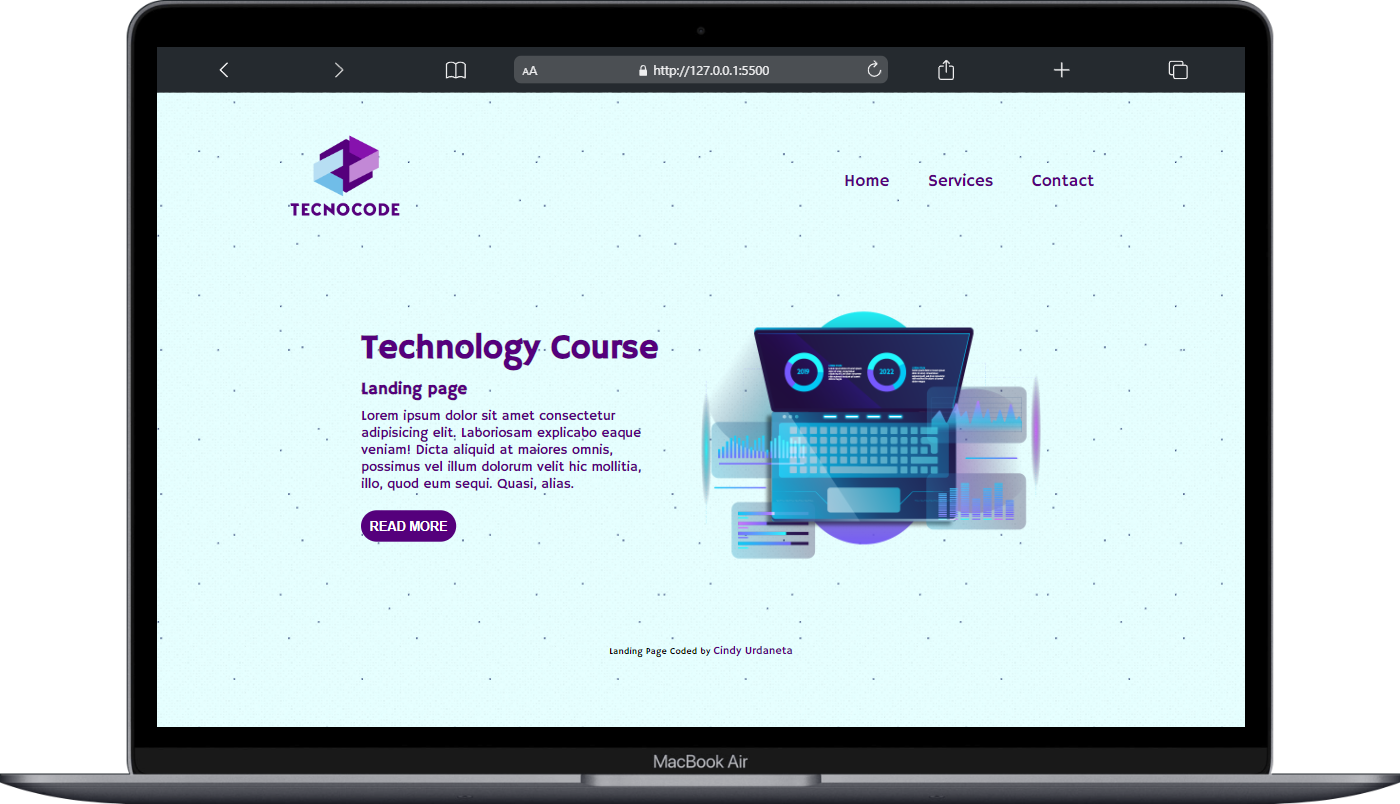 AA http://127.0.0.1:5500
TECNOCODE
Home Services Contact
Technology Course
Landing page
Lorem ipsum dolor sit amet consectetur
adipisicing elit. Laboriosam explicabo eaque
veniam! Dicta aliquid at maiores omnis,
possimus vel illum dolorum velit hic mollitia,
illo, quod eum sequi. Quasi, alias.
READ MORE
2019
2022
Landing Page Coded by Cindy Urdaneta
MacBook Air